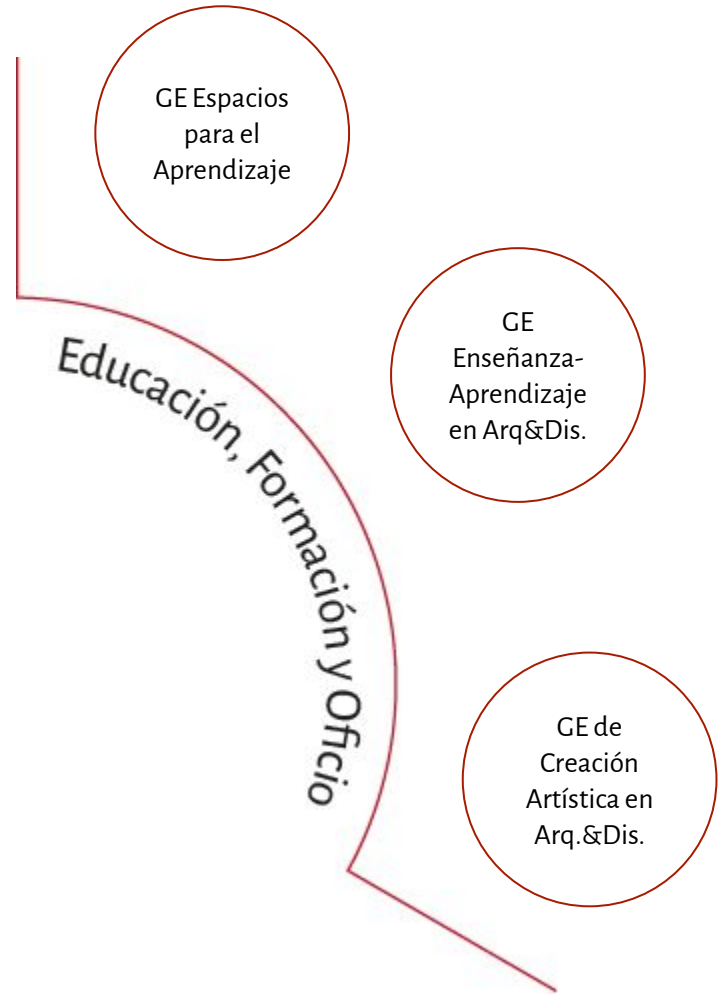 GE Espacios
para el
Aprendizaje
GE
Enseñanza-
Aprendizaje
en Arq&Dis.
Educación, Formación y Oficio
GE de
Creación
Artística en
Arq.&Dis.